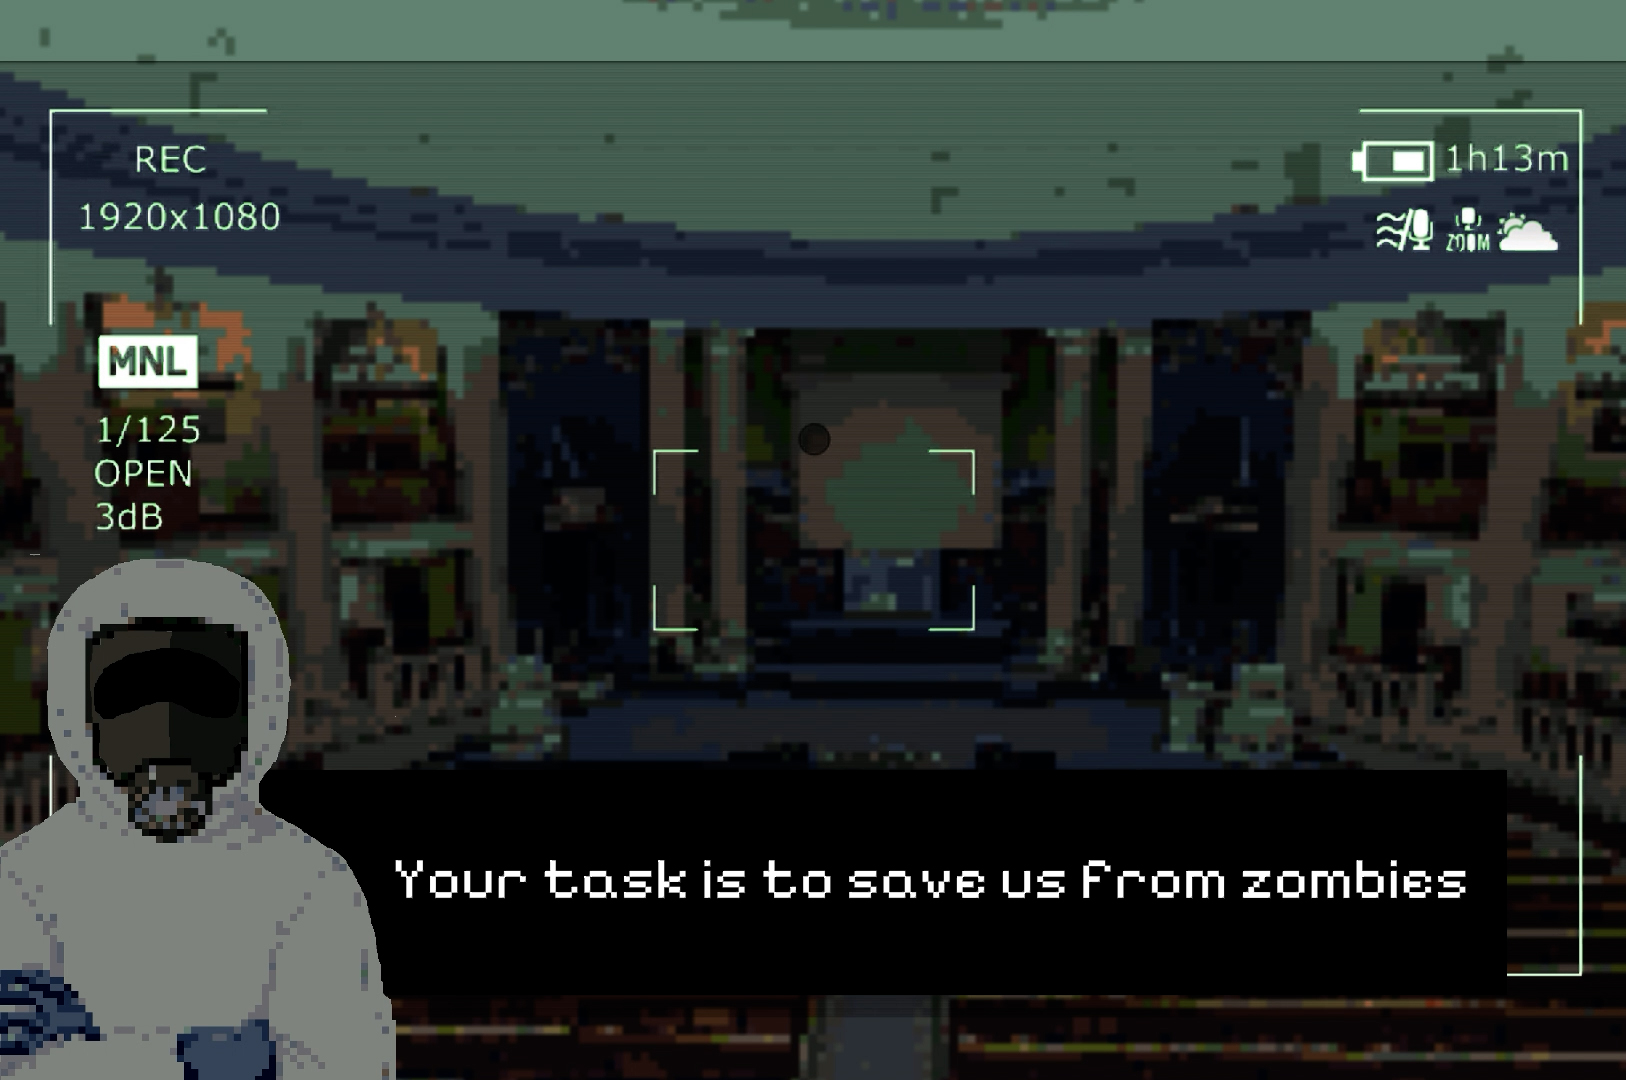 REC
1920x1080
1h13m
ZOOM
MNL
1/125
OPEN
3dB
Your task is to save us from zombies